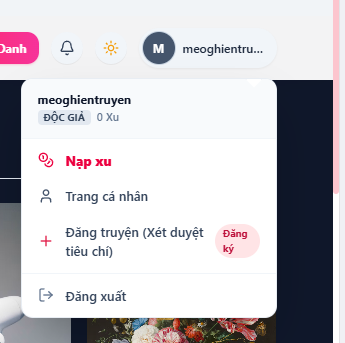 Danh
M
meoghientru...
meoghientruyen
ĐỘC GIẢ 0 Xu
Nạp xu
Trang cá nhân
Đăng truyện (Xét duyệt
tiêu chí)
Đăng
ký
Đăng xuất